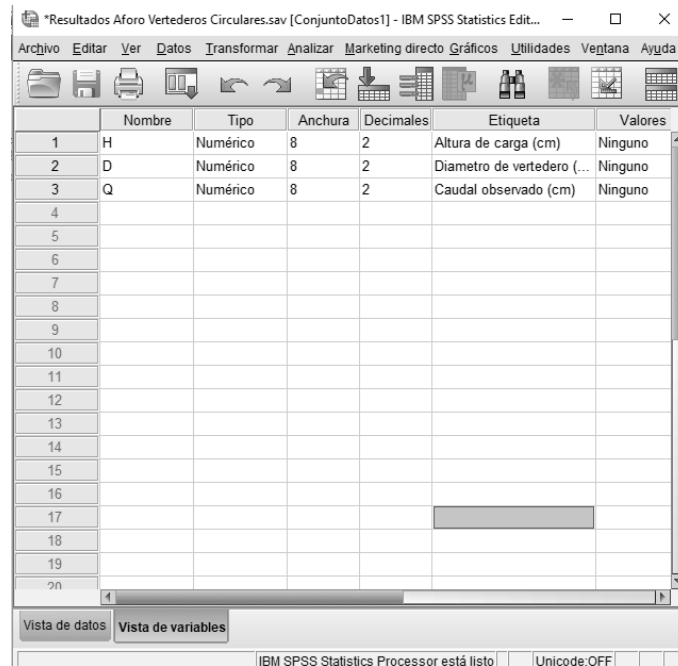 *Resultados Aforo Vertederos Circulares.sav [ConjuntoDatos1] - IBM SPSS Statistics Edit...
Archivo Editar Ver Datos Transformar Analizar Marketing directo Gráficos Utilidades Ventana Ayuda
Nombre Tipo Anchura Decimales Etiqueta Valores
1 H Numérico 8 2 Altura de carga (cm) Ninguno
2 D Numérico 8 2 Diametro de vertedero (... Ninguno
3 Q Numérico 8 2 Caudal observado (cm) Ninguno
4
5
6
7
8
9
10
11
12
13
14
15
16
17
18
19
20
Vista de datos Vista de variables
IBM SPSS Statistics Processor está listo Unicode:OFF